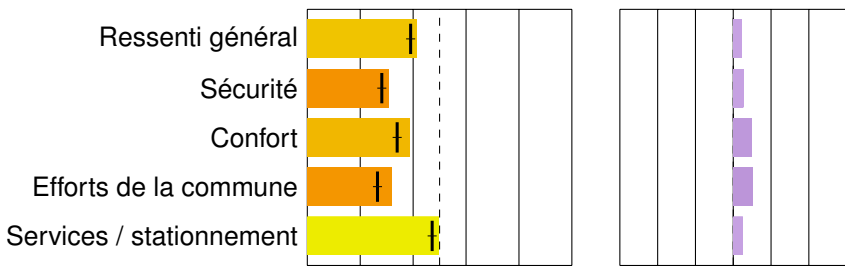 Ressenti général
Sécurité
Confort
Efforts de la commune
Services / stationnement